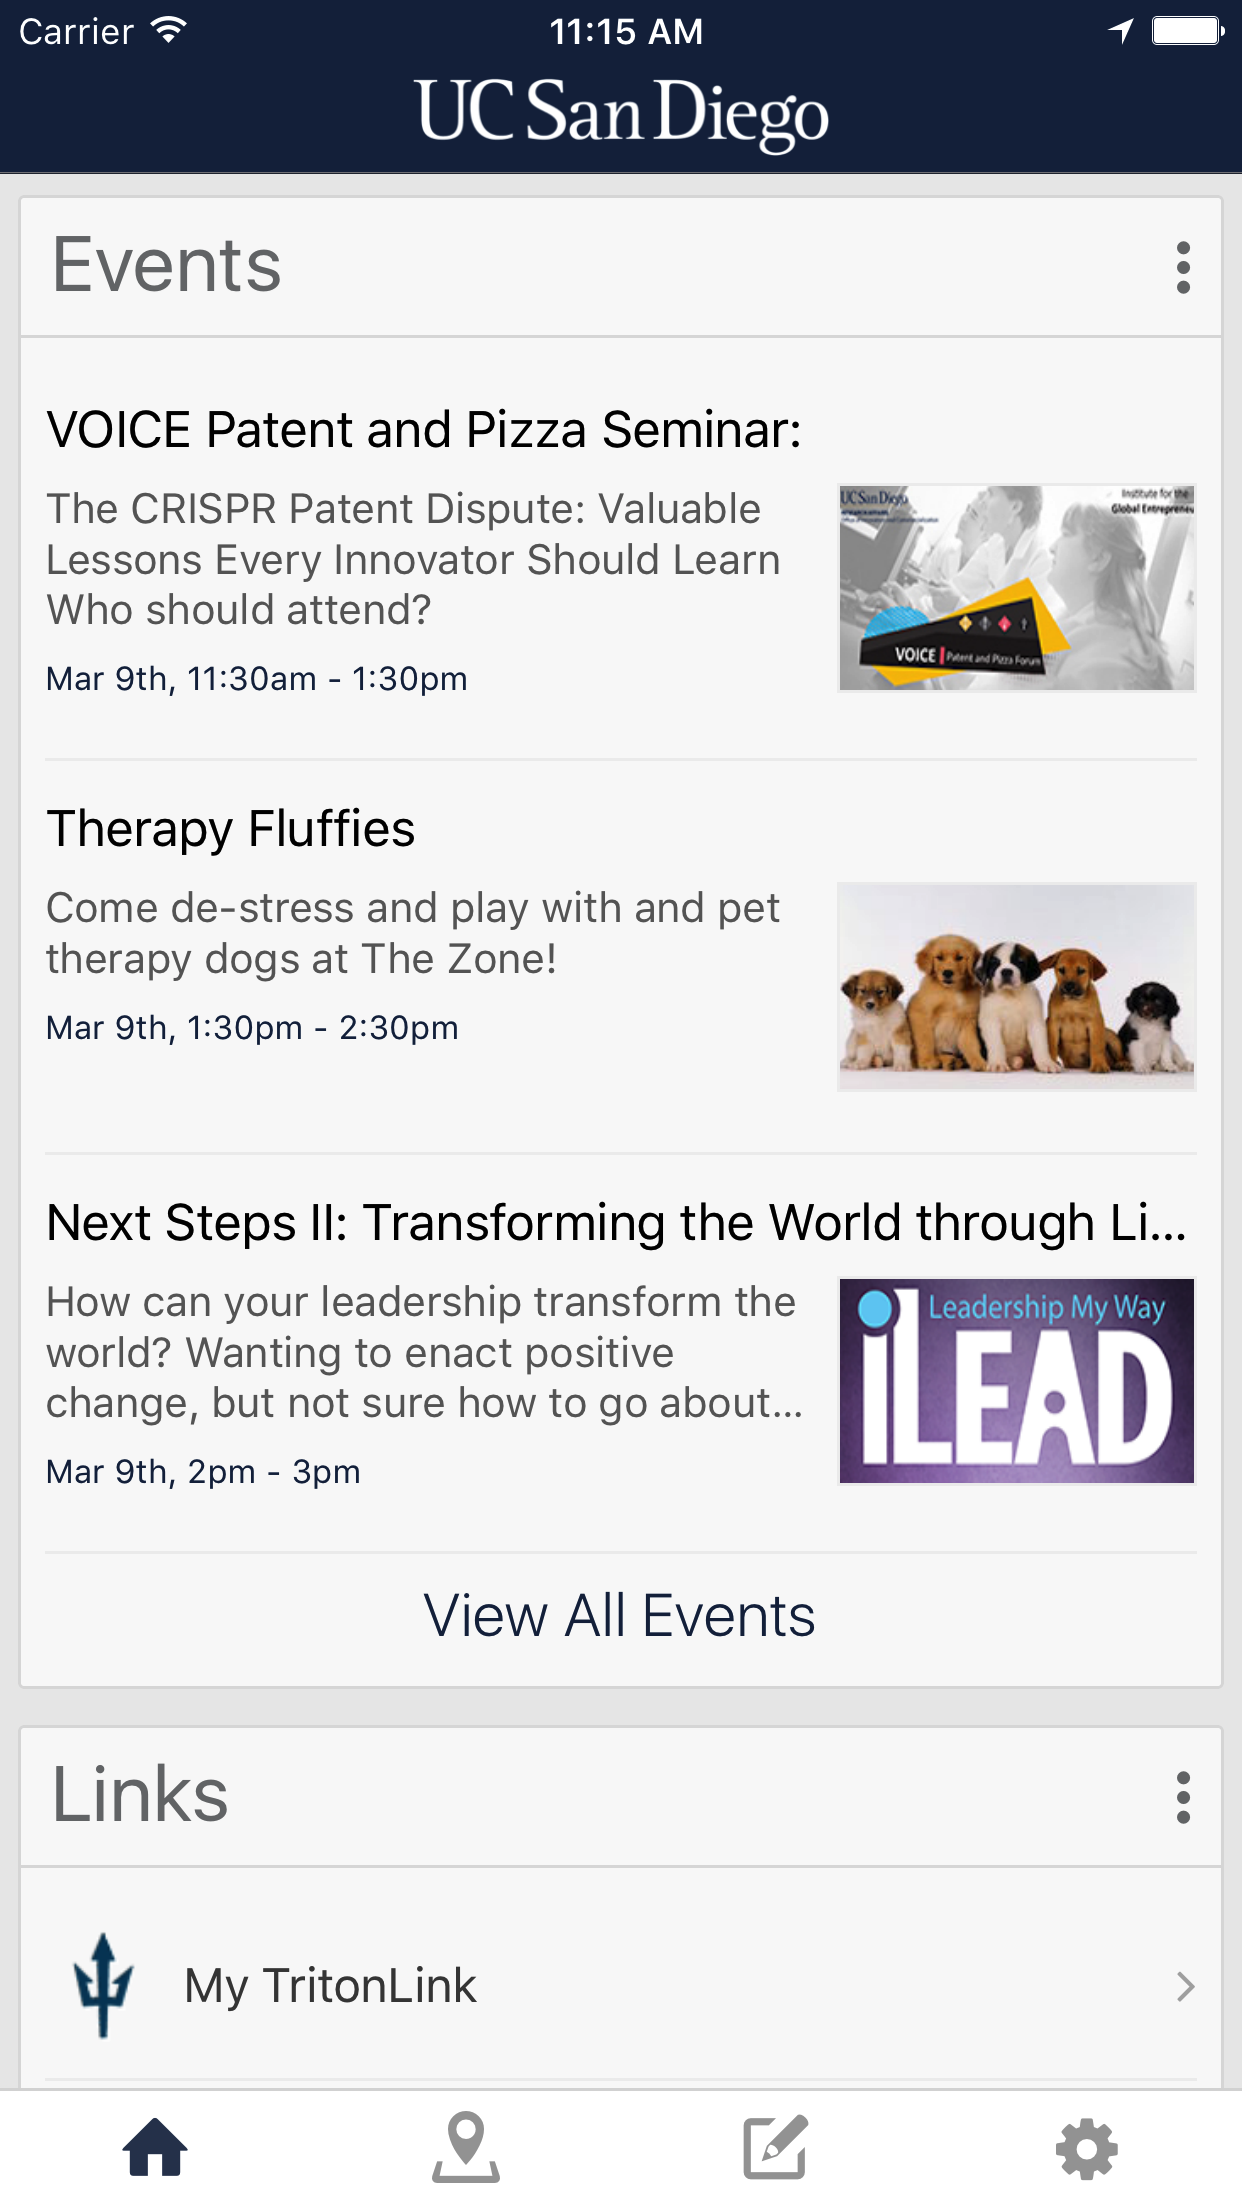 Carrier
11:15 AM
UC San Diego
Events
VOICE Patent and Pizza Seminar:
The CRISPR Patent Dispute: Valuable
Lessons Every Innovator Should Learn
Who should attend?
Mar 9th, 11:30am - 1:30pm
UC San Diego
Institute for the
Global Entrepreneu
VOICE | Patent and Pizza Forum
Therapy Fluffies
Come de-stress and play with and pet
therapy dogs at The Zone!
Mar 9th, 1:30pm - 2:30pm
Next Steps II: Transforming the World through Li...
How can your leadership transform the
world? Wanting to enact positive
change, but not sure how to go about...
Mar 9th, 2pm - 3pm
Leadership My Way
iLEAD
View All Events
Links
My TritonLink